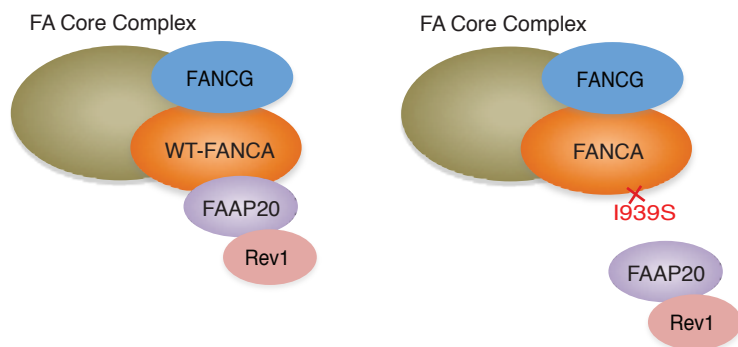 FA Core Complex
FANCG
WT-FANCA
FAAP20
Rev1
FA Core Complex
FANCG
FANCA
I939S
FAAP20
Rev1